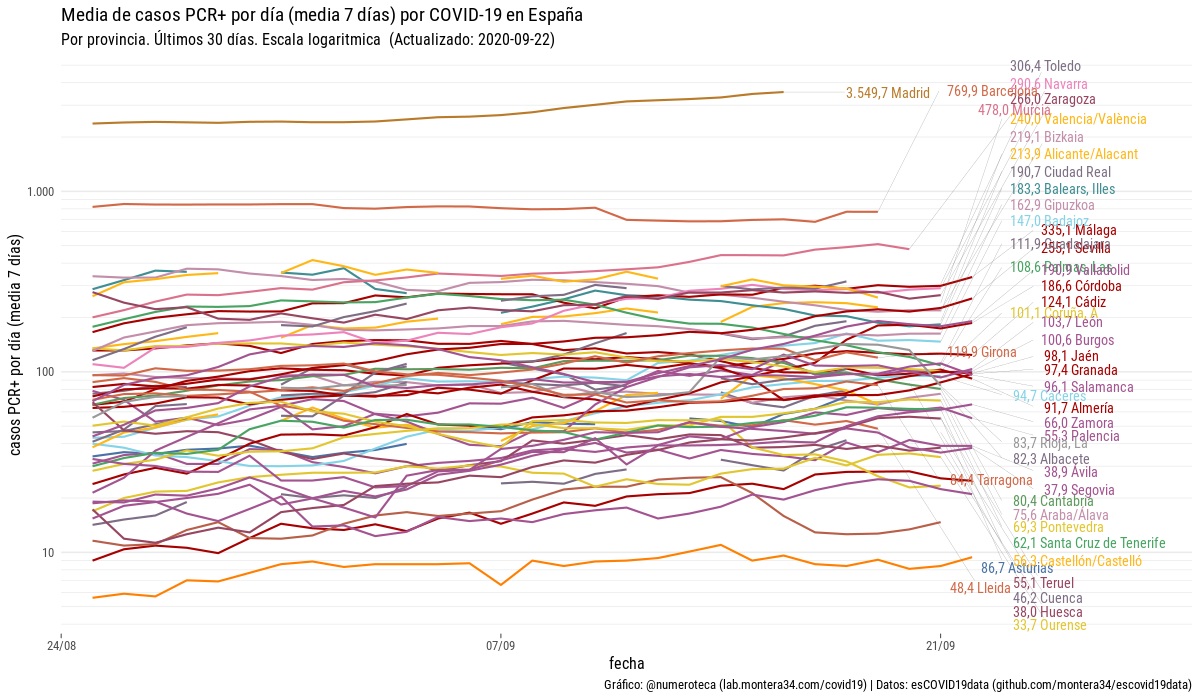 Media de casos PCR+ por día (media 7 días) por COVID-19 en España
Por provincia. Últimos 30 días. Escala logarítmica (Actualizado: 2020-09-22)
casos PCR+ por día (media 7 días)
1.000
100
10
24/08
07/09
21/09
fecha
3.549,7 Madrid
769,9 Barcelona
478,0 Murcia
306,4 Toledo
290,6 Navarra
266,0 Zaragoza
240,0 Valencia/València
219,1 Bizkaia
213,9 Alicante/Alacant
190,7 Ciudad Real
183,3 Balears, Illes
162,9 Gipuzkoa
147,0 Badajoz
335,1 Málaga
111,9 Guadalajara
255,1 Sevilla
108,6 Palmas, Las
190,9 Valladolid
186,6 Córdoba
124,1 Cádiz
101,1 Coruña, A
103,7 León
100,6 Burgos
119,9 Girona
98,1 Jaén
97,4 Granada
96,1 Salamanca
94,7 Cáceres
91,7 Almería
66,0 Zamora
55,3 Palencia
83,7 Rioja, La
82,3 Albacete
38,9 Ávila
84,4 Tarragona
37,9 Segovia
80,4 Cantabria
75,6 Araba/Álava
69,3 Pontevedra
62,1 Santa Cruz de Tenerife
56,3 Castellón/Castelló
86,7 Asturias
55,1 Teruel
48,4 Lleida
46,2 Cuenca
38,0 Huesca
33,7 Ourense
Gráfico: @numeroteca (lab.montera34.com/covid19) | Datos: esCOVID19data (github.com/montera34/escovid19data)